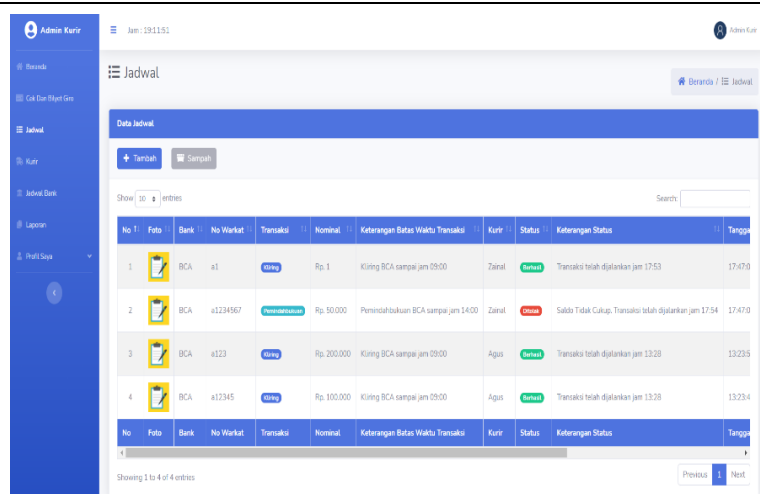 Admin Kurir
Jam : 19:11:51
Admin Kurir
Beranda
Cek Dan Bilyet Giro
Jadwal
Kurir
Jadwal Bank
Laporan
Profil Saya
Jadwal
Beranda / Jadwal
Data Jadwal
Tambah Sampah
Show 10 entries Search:
No Foto Bank No Warkat Transaksi Nominal Keterangan Batas Waktu Transaksi Kurir Status Keterangan Status Tangga
1 BCA a1 Kliring Rp. 1 Kliring BCA sampai jam 09:00 Zainal Berhasil Transaksi telah dijalankan jam 17:53 17:47:0
2 BCA a1234567 Pemindahbukuan Rp. 50.000 Pemindahbukuan BCA sampai jam 14:00 Zainal Ditolak Saldo Tidak Cukup. Transaksi telah dijalankan jam 17:54 17:47:0
3 BCA a123 Kliring Rp. 200.000 Kliring BCA sampai jam 09:00 Agus Berhasil Transaksi telah dijalankan jam 13:28 13:23:5
4 BCA a12345 Kliring Rp. 100.000 Kliring BCA sampai jam 09:00 Agus Berhasil Transaksi telah dijalankan jam 13:28 13:23:4
No Foto Bank No Warkat Transaksi Nominal Keterangan Batas Waktu Transaksi Kurir Status Keterangan Status Tangga
Showing 1 to 4 of 4 entries
Previous 1 Next